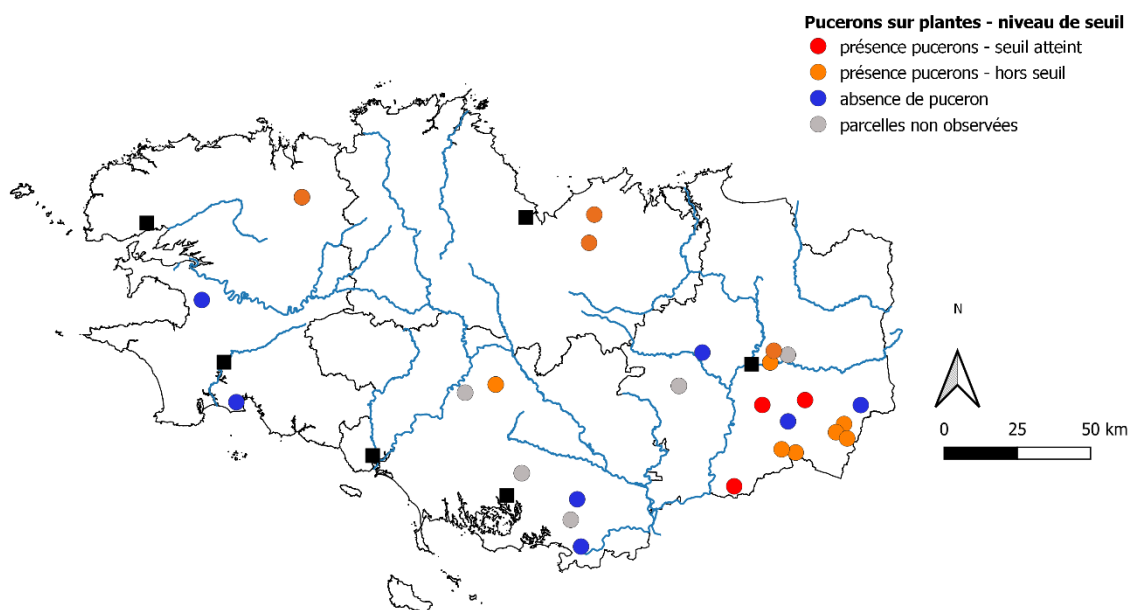 Pucerons sur plantes - niveau de seuil
présence pucerons - seuil atteint
présence pucerons - hors seuil
absence de puceron
parcelles non observées
N
0 25 50 km